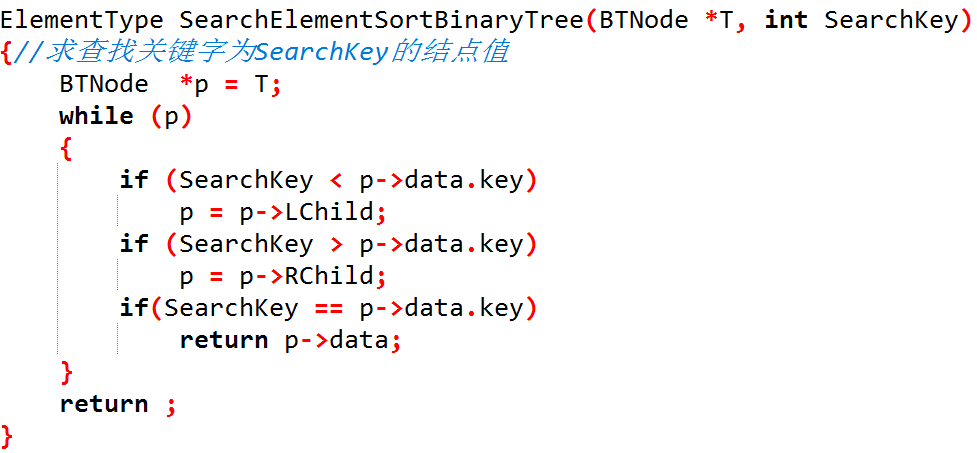 ElementType SearchElementSortBinaryTree(BTNode *T, int SearchKey)
{//求查找关键字为SearchKey的结点值
    BTNode  *p = T;
    while (p)
    {
        if (SearchKey < p->data.key)
            p = p->LChild;
        if (SearchKey > p->data.key)
            p = p->RChild;
        if(SearchKey == p->data.key)
            return p->data;
    }
    return ;
}